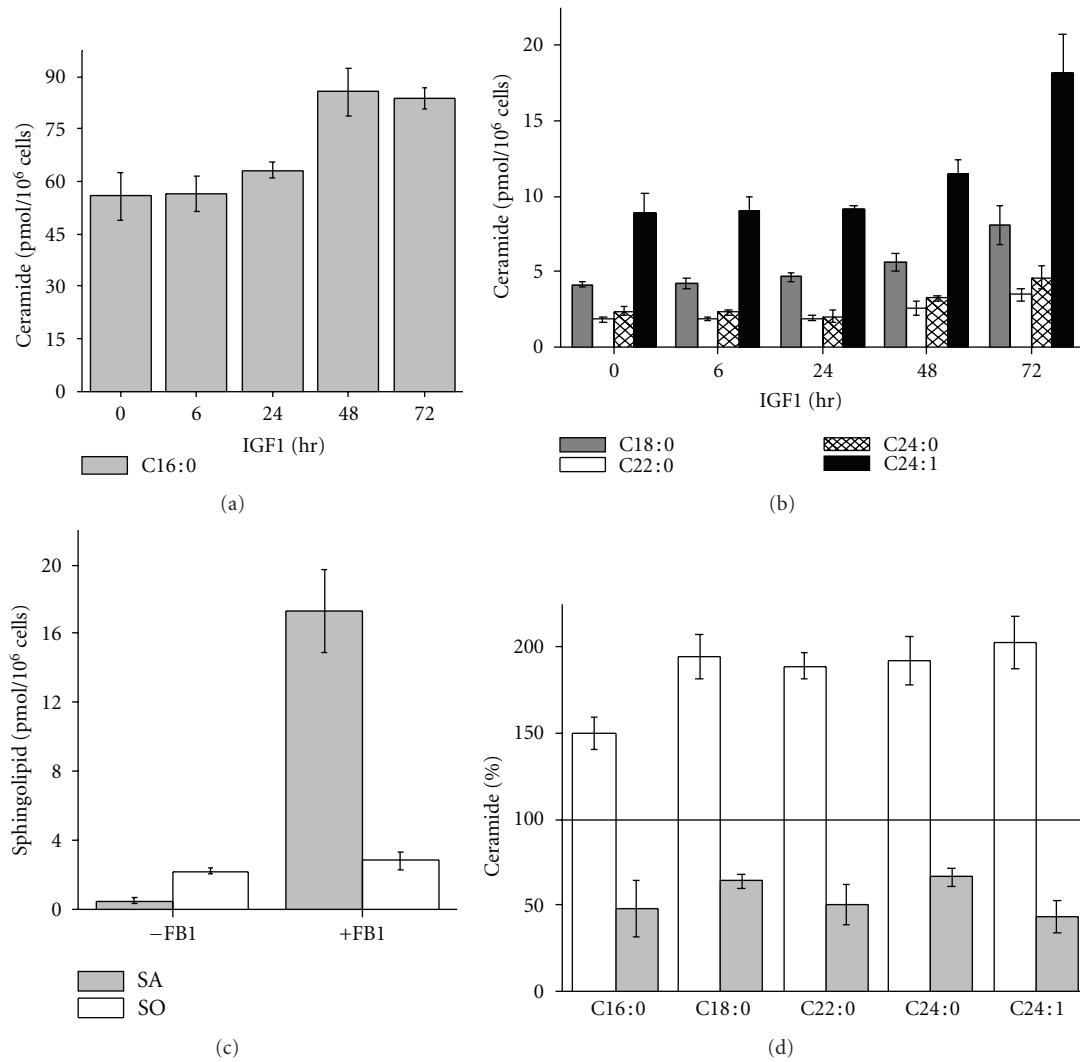 Ceramide (pmol/10⁶ cells)
90
75
60
45
30
15
0
0 6 24 48 72
IGF1 (hr)
C16:0
(a)
Ceramide (pmol/10⁶ cells)
20
15
10
5
0
0 6 24 48 72
IGF1 (hr)
C18:0 C24:0
C22:0 C24:1
(b)
Sphingolipid (pmol/10⁶ cells)
20
16
12
8
4
0
−FB1 +FB1
SA
SO
(c)
Ceramide (%)
200
150
100
50
0
C16:0 C18:0 C22:0 C24:0 C24:1
(d)